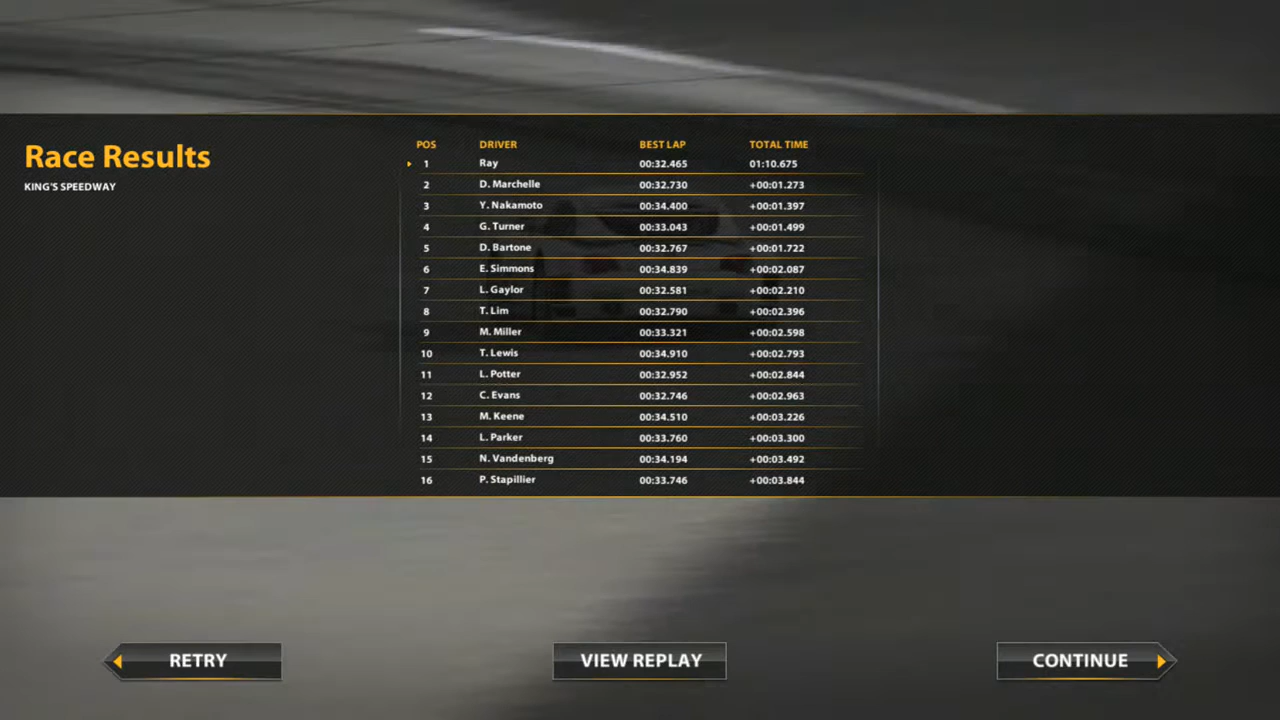 Race Results
KING'S SPEEDWAY
POS DRIVER BEST LAP TOTAL TIME
1 Ray 00:32.465 01:10.675
2 D. Marchelle 00:32.730 +00:01.273
3 Y. Nakamoto 00:34.400 +00:01.397
4 G. Turner 00:33.043 +00:01.499
5 D. Bartone 00:32.767 +00:01.722
6 E. Simmons 00:34.839 +00:02.087
7 L. Gaylor 00:32.581 +00:02.210
8 T. Lim 00:32.790 +00:02.396
9 M. Miller 00:33.321 +00:02.598
10 T. Lewis 00:34.910 +00:02.793
11 L. Potter 00:32.952 +00:02.844
12 C. Evans 00:32.746 +00:02.963
13 M. Keene 00:34.510 +00:03.226
14 L. Parker 00:33.760 +00:03.300
15 N. Vandenberg 00:34.194 +00:03.492
16 P. Stapillier 00:33.746 +00:03.844
RETRY VIEW REPLAY CONTINUE